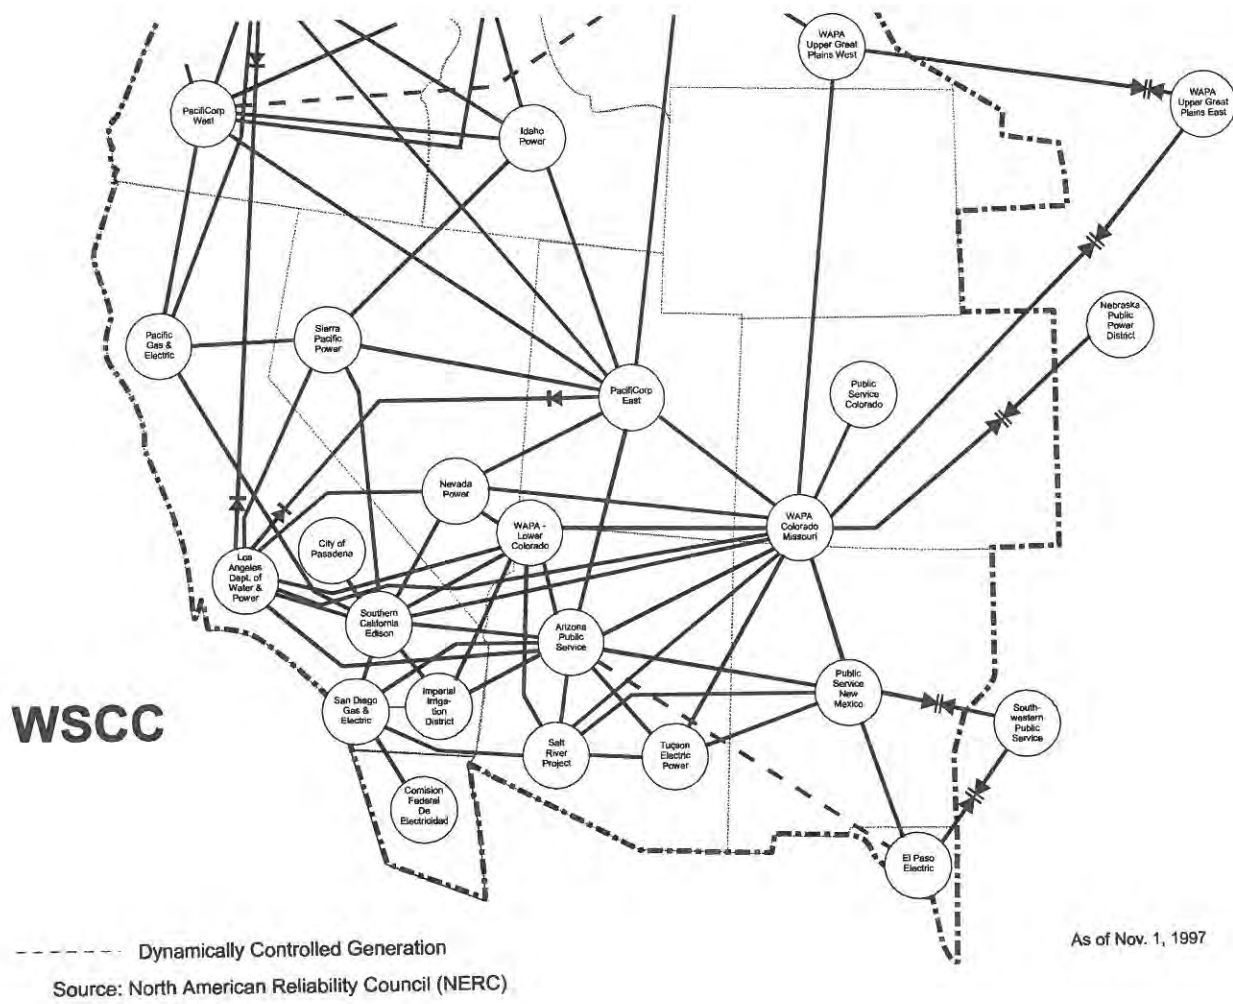 WAPA
Upper Great
Plains West
WAPA
Upper Great
Plains East
PacifiCorp
West
Idaho
Power
Nebraska
Public
Power
District
Pacific
Gas &
Electric
Sierra
Pacific
Power
PacifiCorp
East
Public
Service
Colorado
Nevada
Power
WAPA -
Lower
Colorado
WAPA
Colorado
Missouri
City of
Pasadena
Los
Angeles
Dept. of
Water &
Power
Southern
California
Edison
Arizona
Public
Service
Public
Service
New
Mexico
San Diego
Gas &
Electric
Imperial
Irriga-
tion
District
South-
western
Public
Service
WSCC
Salt
River
Project
Tucson
Electric
Power
Comision
Federal
De
Electricidad
El Paso
Electric
Dynamically Controlled Generation
As of Nov. 1, 1997
Source: North American Reliability Council (NERC)